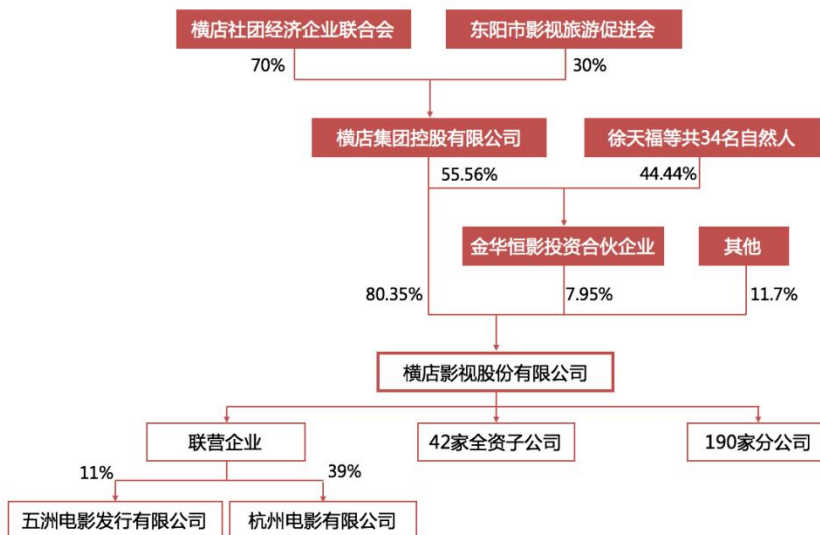 横店社团经济企业联合会
东阳市影视旅游促进会
70%
30%
横店集团控股有限公司
徐天福等共34名自然人
55.56%
44.44%
金华恒影投资合伙企业
其他
80.35%
7.95%
11.7%
横店影视股份有限公司
联营企业
42家全资子公司
190家分公司
11%
39%
五洲电影发行有限公司
杭州电影有限公司